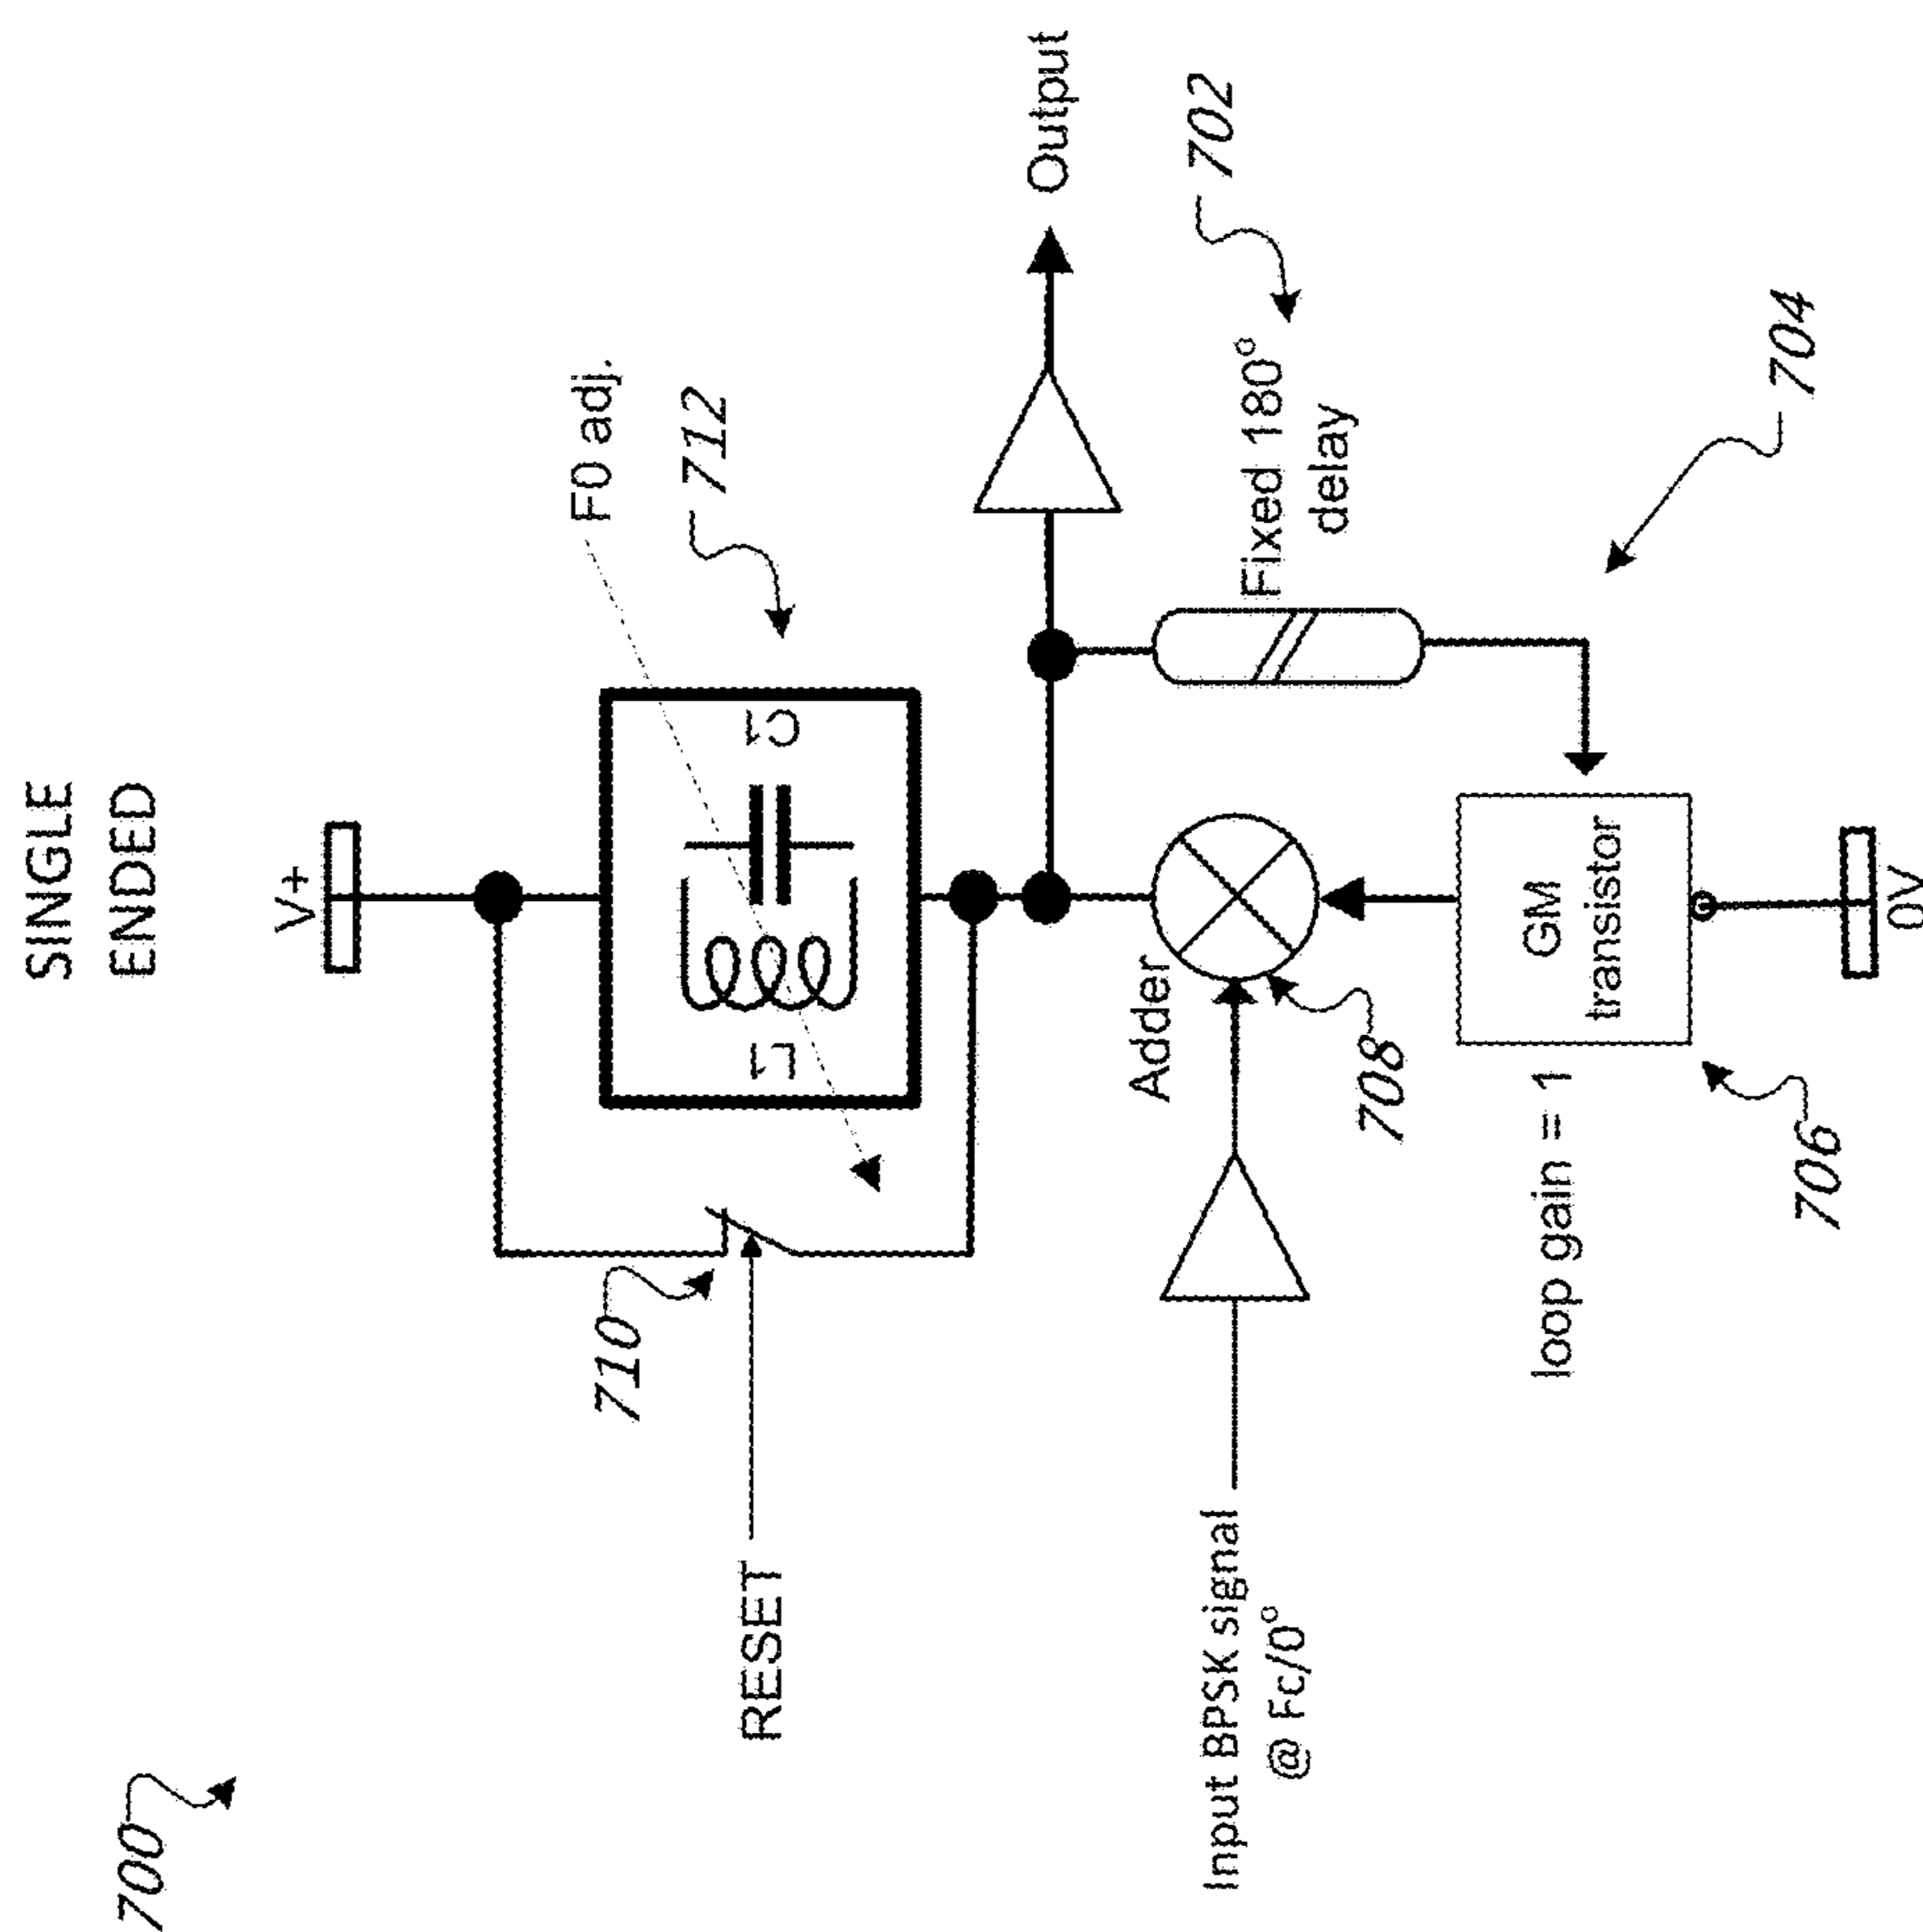 700
SINGLE
ENDED
V+
F0 adj.
712
L1
C1
710
RESET
Output
702
Fixed 180°
delay
704
Adder
708
Input BPSK signal
@ Fc/0°
GM
transistor
loop gain = 1
706
0V